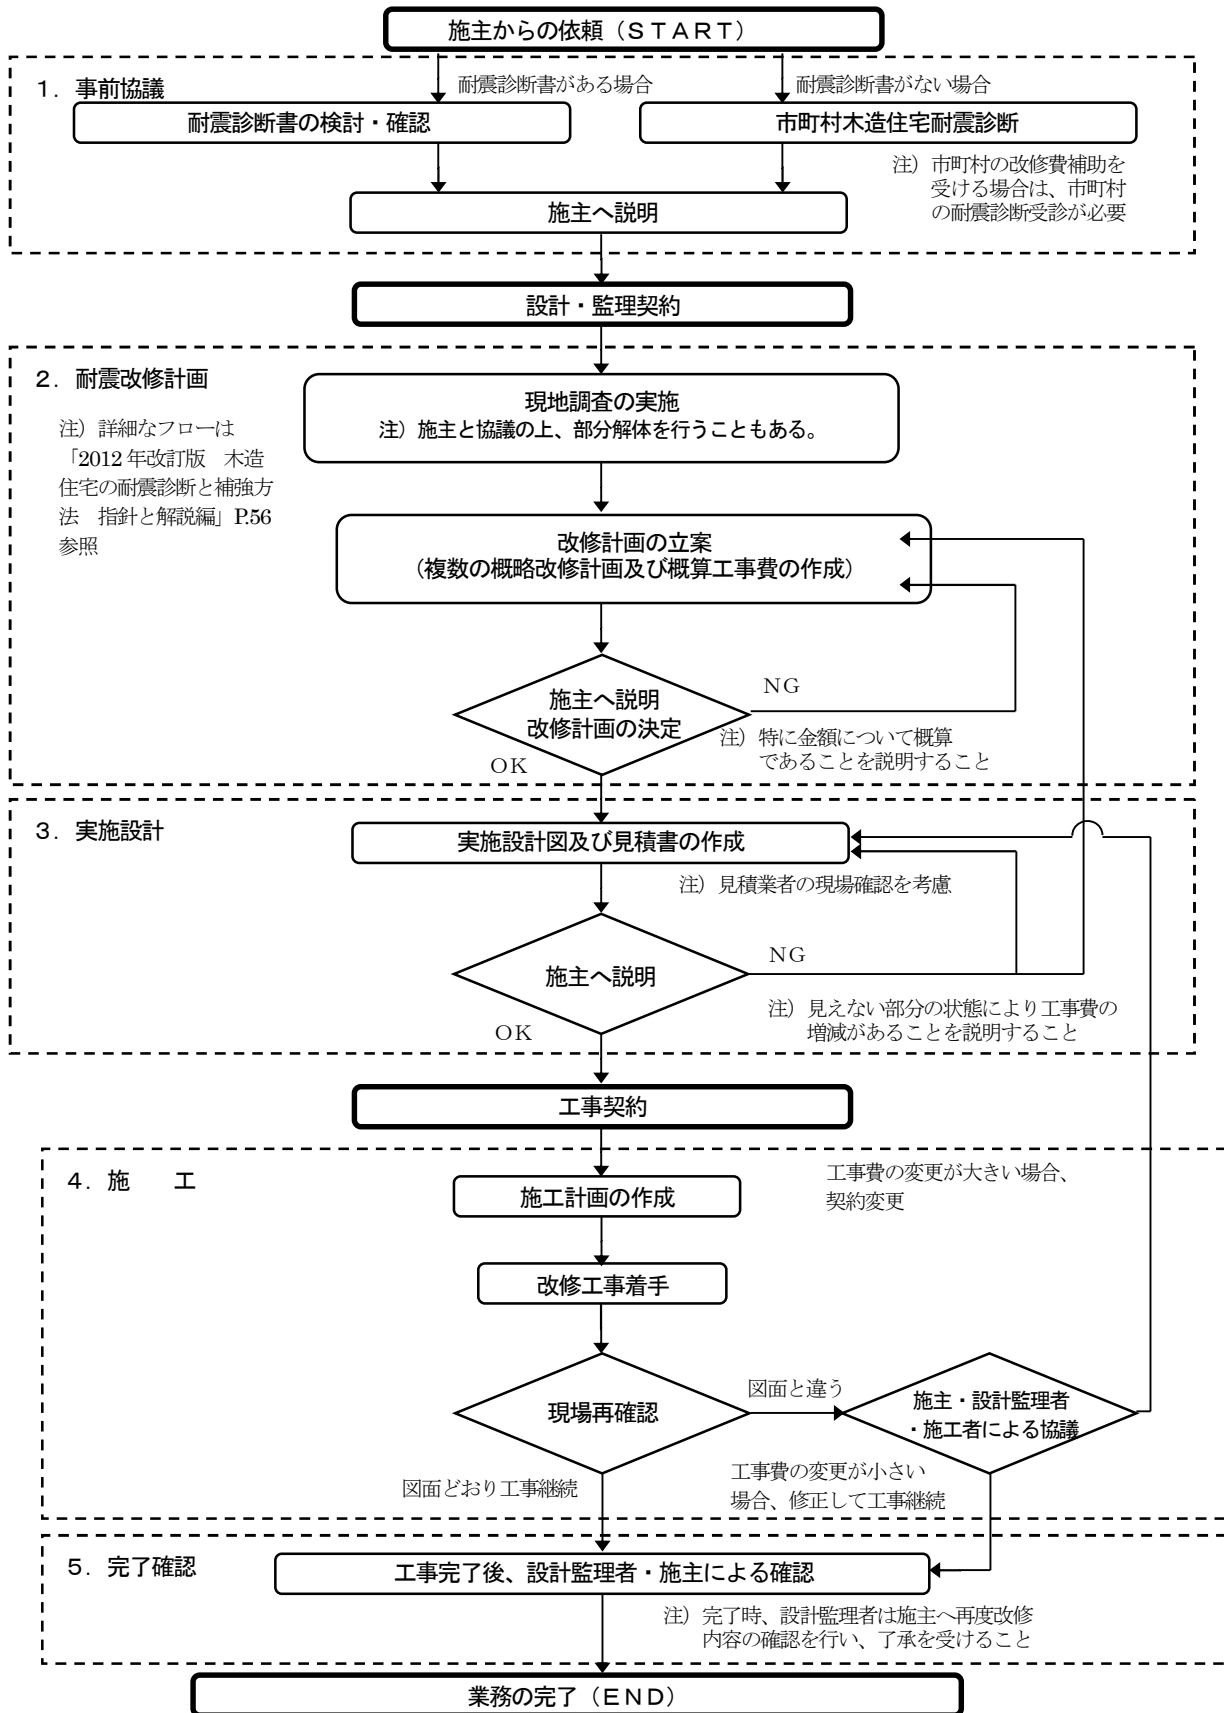 施主からの依頼（ＳＴＡＲＴ）
1．事前協議
耐震診断書がある場合
耐震診断書がない場合
耐震診断書の検討・確認
市町村木造住宅耐震診断
注）市町村の改修費補助を
受ける場合は、市町村
の耐震診断受診が必要
施主へ説明
設計・監理契約
2．耐震改修計画
注）詳細なフローは
「2012年改訂版　木造
住宅の耐震診断と補強方
法　指針と解説編」P.56
参照
現地調査の実施
注）施主と協議の上、部分解体を行うこともある。
改修計画の立案
（複数の概略改修計画及び概算工事費の作成）
施主へ説明
改修計画の決定
NG
注）特に金額について概算
であることを説明すること
OK
3．実施設計
実施設計図及び見積書の作成
注）見積業者の現場確認を考慮
施主へ説明
NG
注）見えない部分の状態により工事費の
増減があることを説明すること
OK
工事契約
4．施　　工
工事費の変更が大きい場合、
契約変更
施工計画の作成
改修工事着手
現場再確認
図面と違う
施主・設計監理者
・施工者による協議
図面どおり工事継続
工事費の変更が小さい
場合、修正して工事継続
5．完了確認
工事完了後、設計監理者・施主による確認
注）完了時、設計監理者は施主へ再度改修
内容の確認を行い、了承を受けること
業務の完了（ＥＮＤ）